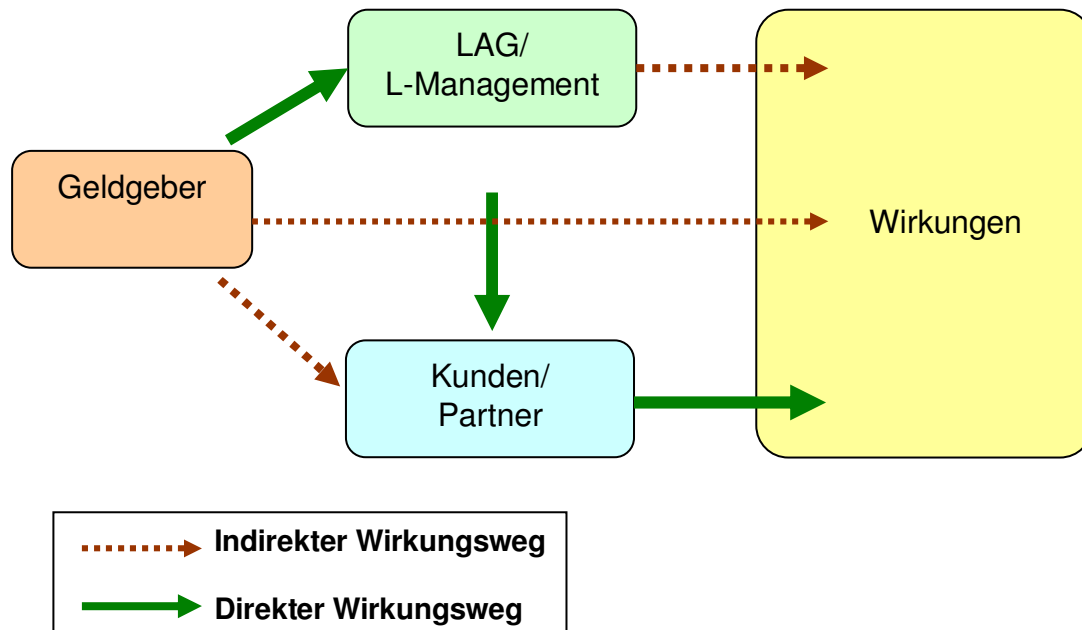 LAG/
L-Management
Geldgeber
Wirkungen
Kunden/
Partner
Indirekter Wirkungsweg
Direkter Wirkungsweg